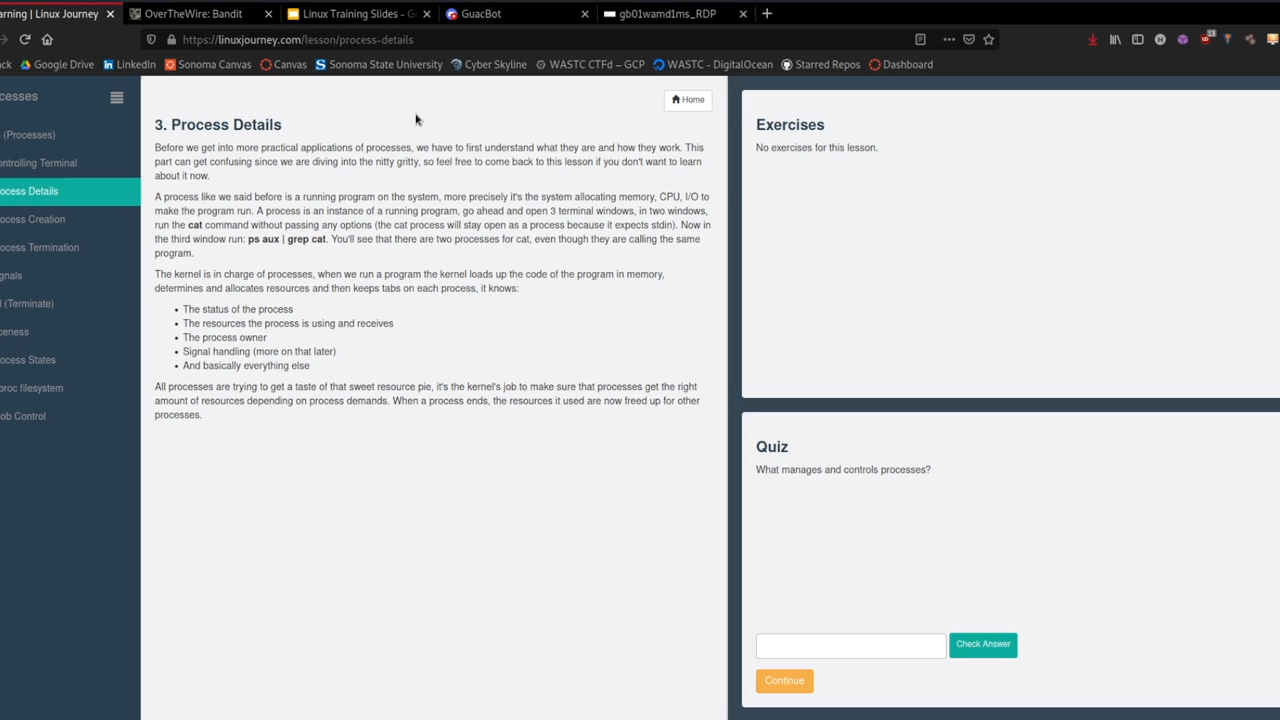 arning | Linux Journey
OverTheWire: Bandit
Linux Training Slides - G
GuacBot
gb01wamd1ms_RDP
https://linuxjourney.com/lesson/process-details
13
ck
Google Drive
LinkedIn
Sonoma Canvas
Canvas
Sonoma State University
Cyber Skyline
WASTC CTFd – GCP
WASTC - DigitalOcean
Starred Repos
Dashboard
cesses
(Processes)
ontrolling Terminal
ocess Details
ocess Creation
ocess Termination
gnals
l (Terminate)
ceness
ocess States
proc filesystem
ob Control
Home
3. Process Details
Before we get into more practical applications of processes, we have to first understand what they are and how they work. This
part can get confusing since we are diving into the nitty gritty, so feel free to come back to this lesson if you don't want to learn
about it now.
A process like we said before is a running program on the system, more precisely it's the system allocating memory, CPU, I/O to
make the program run. A process is an instance of a running program, go ahead and open 3 terminal windows, in two windows,
run the cat command without passing any options (the cat process will stay open as a process because it expects stdin). Now in
the third window run: ps aux | grep cat. You'll see that there are two processes for cat, even though they are calling the same
program.
The kernel is in charge of processes, when we run a program the kernel loads up the code of the program in memory,
determines and allocates resources and then keeps tabs on each process, it knows:
• The status of the process
• The resources the process is using and receives
• The process owner
• Signal handling (more on that later)
• And basically everything else
All processes are trying to get a taste of that sweet resource pie, it's the kernel's job to make sure that processes get the right
amount of resources depending on process demands. When a process ends, the resources it used are now freed up for other
processes.
Exercises
No exercises for this lesson.
Quiz
What manages and controls processes?
Check Answer
Continue